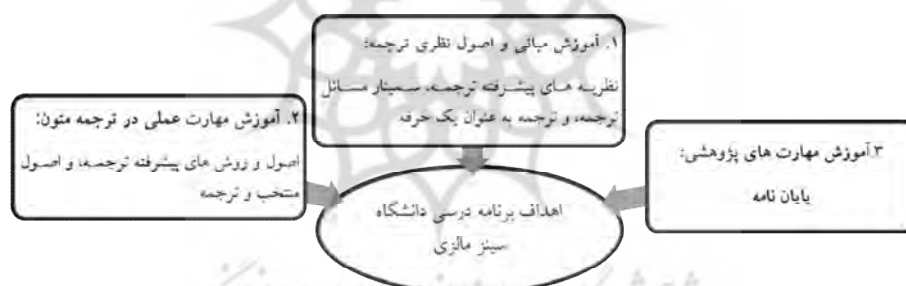 ۱. آموزش مبانی و اصول نظری ترجمه:
نظریه های پیشرفته ترجمه، سمینار مسائل
ترجمه، و ترجمه به عنوان یک حرفه
۲. آموزش مهارت عملی در ترجمه متون:
اصول و روش های پیشرفته ترجمه، و اصول
منتخب و ترجمه
۳.آموزش مهارت های پژوهشی:
پایان نامه
اهداف برنامه درسی دانشگاه
سینز مالزی